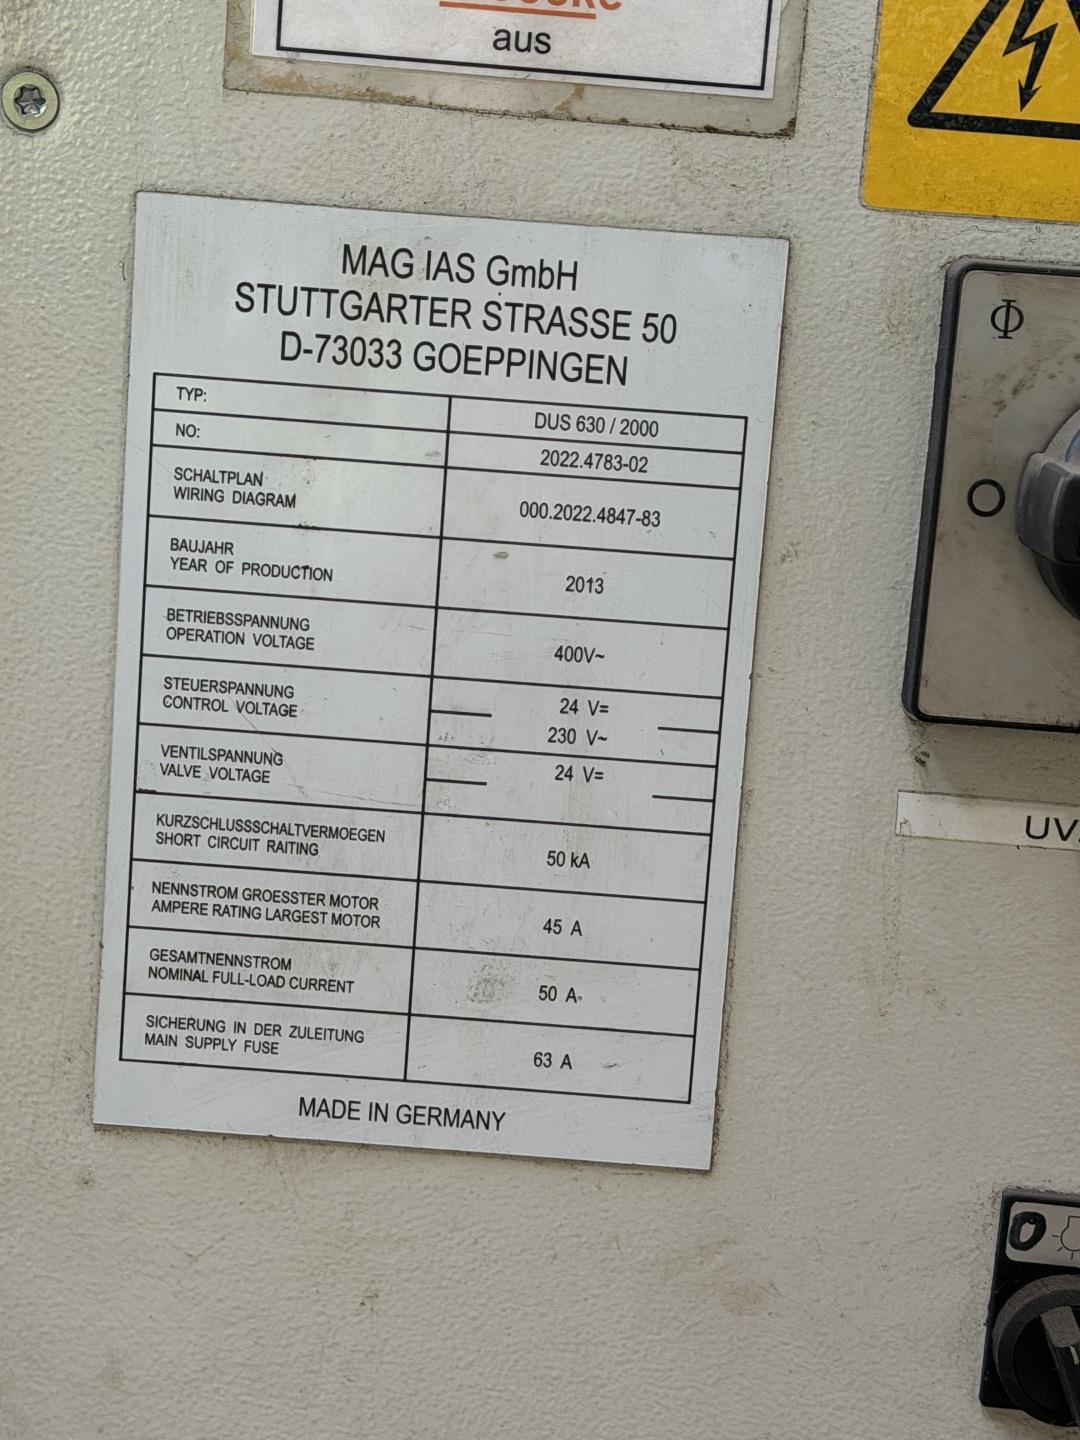 aus
MAG IAS GmbH
STUTTGARTER STRASSE 50
D-73033 GOEPPINGEN
TYP: DUS 630 / 2000
NO: 2022.4783-02
SCHALTPLAN
WIRING DIAGRAM 000.2022.4847-83
BAUJAHR
YEAR OF PRODUCTION 2013
BETRIEBSSPANNUNG
OPERATION VOLTAGE 400V~
STEUERSPANNUNG 24 V=
CONTROL VOLTAGE 230 V~
VENTILSPANNUNG 24 V=
VALVE VOLTAGE
KURZSCHLUSSSCHALTVERMOEGEN
SHORT CIRCUIT RAITING 50 kA
NENNSTROM GROESSTER MOTOR
AMPERE RATING LARGEST MOTOR 45 A
GESAMTNENNSTROM
NOMINAL FULL-LOAD CURRENT 50 A
SICHERUNG IN DER ZULEITUNG
MAIN SUPPLY FUSE 63 A
MADE IN GERMANY
O
O